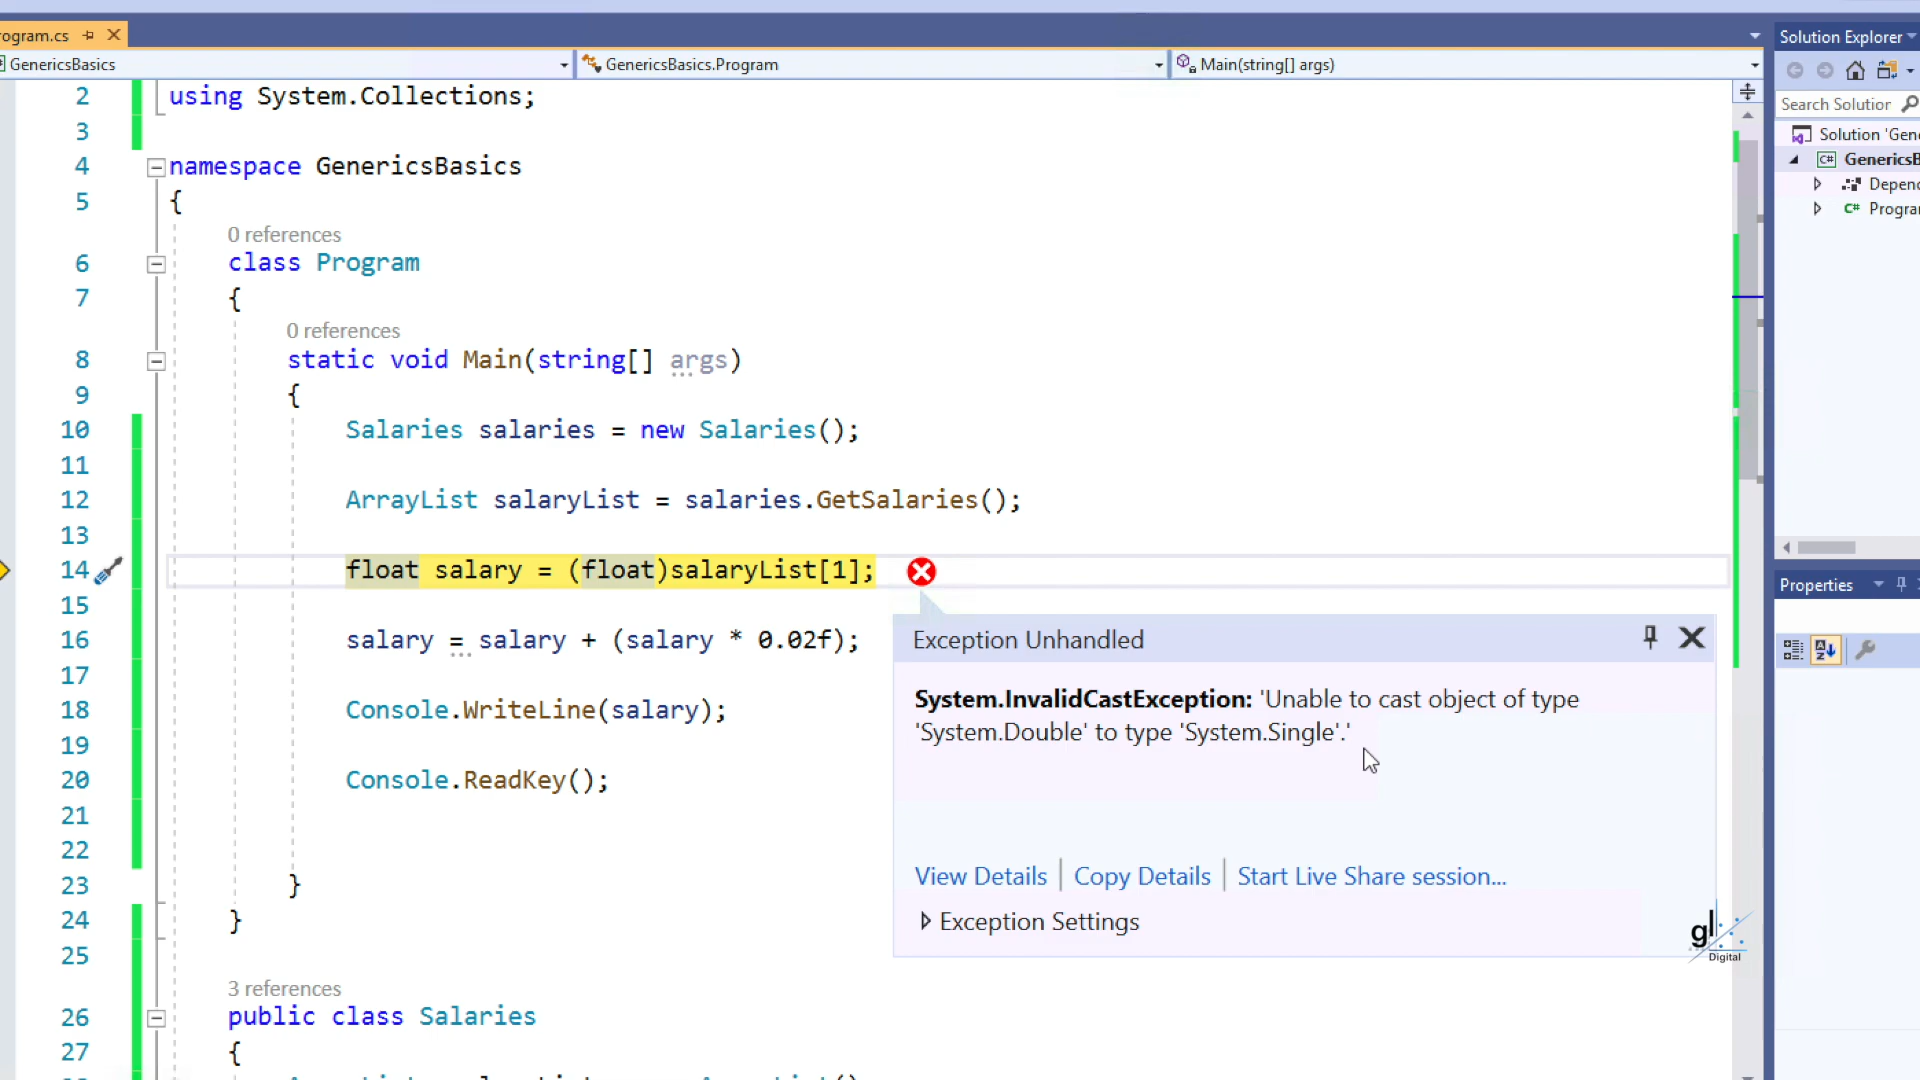 ogram.cs
GenericsBasics
GenericsBasics.Program
Main(string[] args)
2 using System.Collections;
3
4 namespace GenericsBasics
5 {
0 references
6 class Program
7 {
0 references
8 static void Main(string[] args)
9 {
10 Salaries salaries = new Salaries();
11
12 ArrayList salaryList = salaries.GetSalaries();
13
14 float salary = (float)salaryList[1];
15
16 salary = salary + (salary * 0.02f);
17
18 Console.WriteLine(salary);
19
20 Console.ReadKey();
21
22
23 }
24 }
25
3 references
26 public class Salaries
27 {
Exception Unhandled
System.InvalidCastException: 'Unable to cast object of type
'System.Double' to type 'System.Single'.'
View Details | Copy Details | Start Live Share session...
Exception Settings
gl
Digital
Solution Explorer
Search Solution
Solution 'Gene
C# GenericsB
Depend
C# Program
Properties